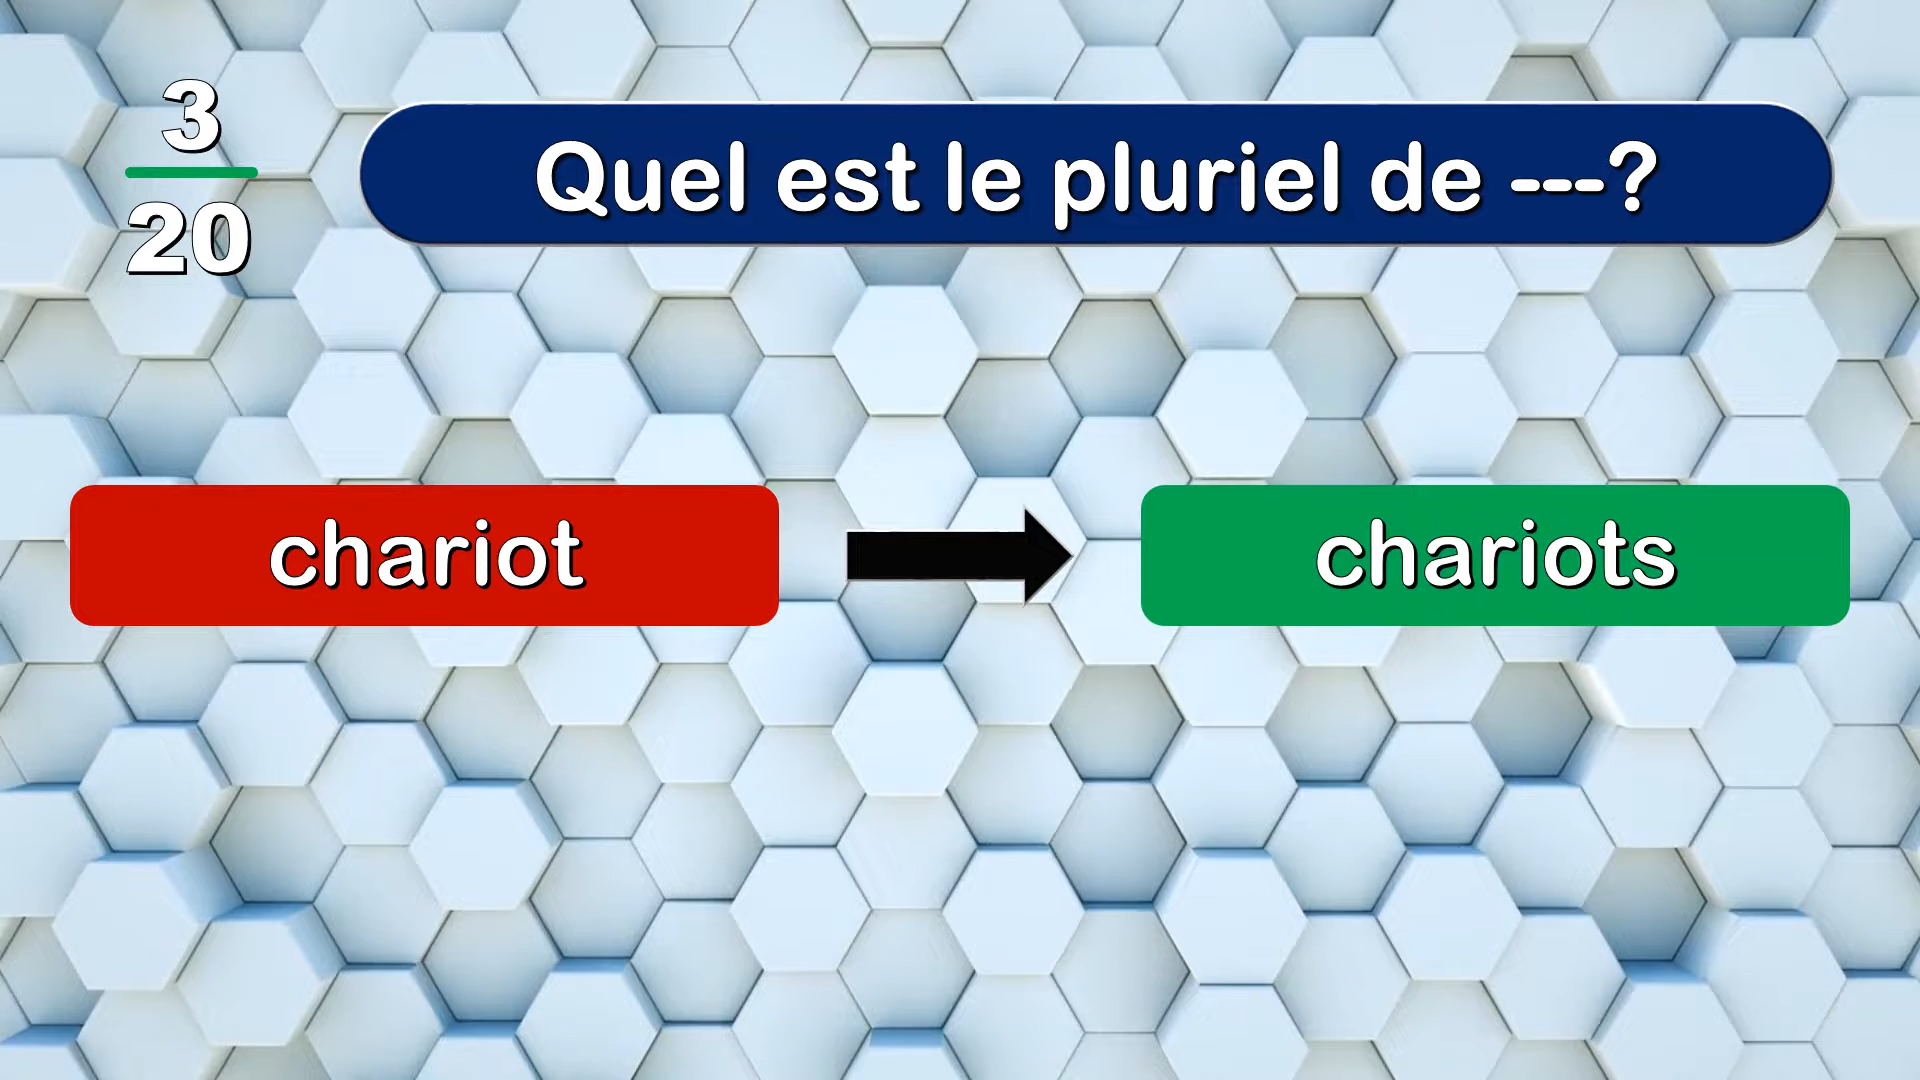 3
20
Quel est le pluriel de ---?
chariot
chariots